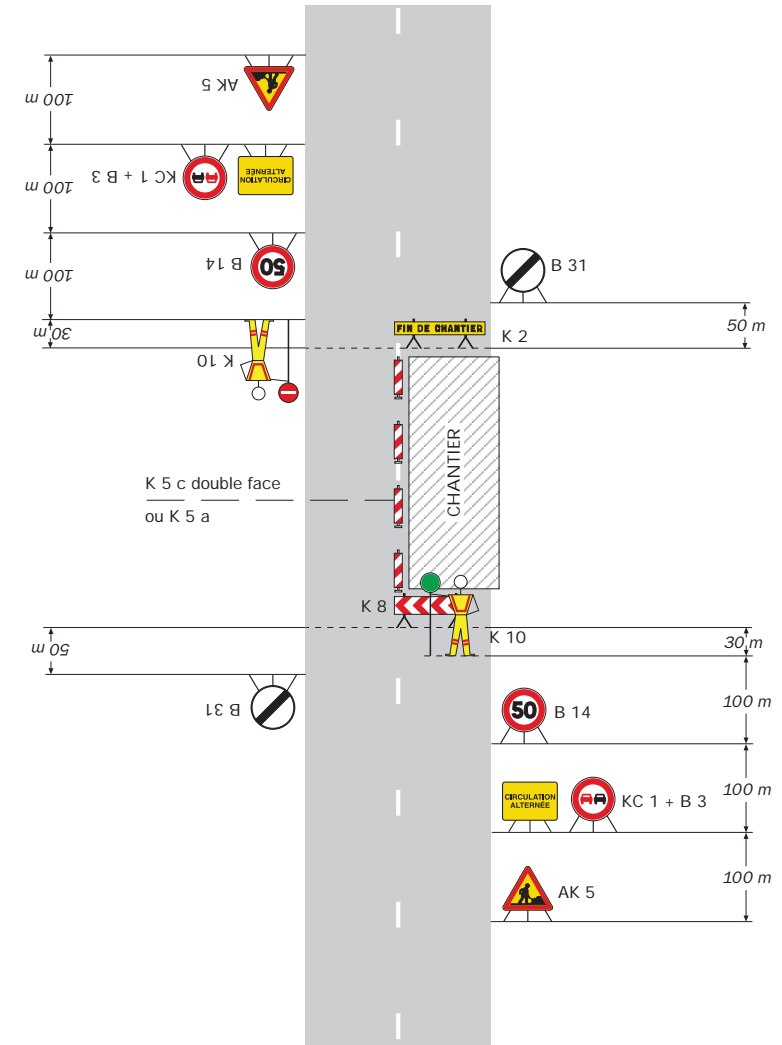 AK 5
100 m
KC 1 + B 3
CIRCULATION
ALTERNÉE
100 m
B 14
50
100 m
B 31
50 m
30 m
K 10
FIN DE CHANTIER
K 2
CHANTIER
K 5 c double face
ou K 5 a
K 8
K 10
30 m
50 m
B 31
50
B 14
100 m
CIRCULATION
ALTERNÉE
KC 1 + B 3
100 m
AK 5
100 m